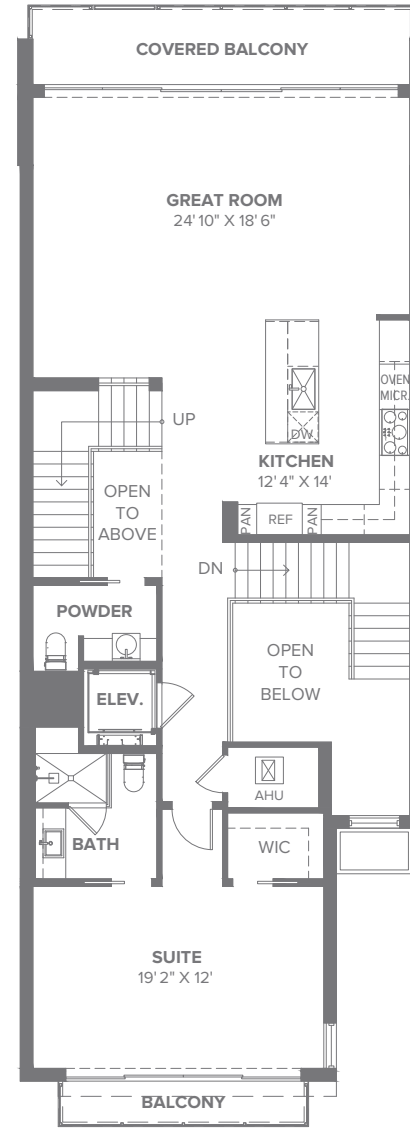 COVERED BALCONY
GREAT ROOM
24' 10" X 18' 6"
OVEN
MICR.
DW
UP
KITCHEN
12' 4" X 14'
OPEN
TO
ABOVE
PAN
REF
PAN
DN
POWDER
OPEN
TO
BELOW
ELEV.
AHU
BATH
WIC
SUITE
19' 2" X 12'
BALCONY